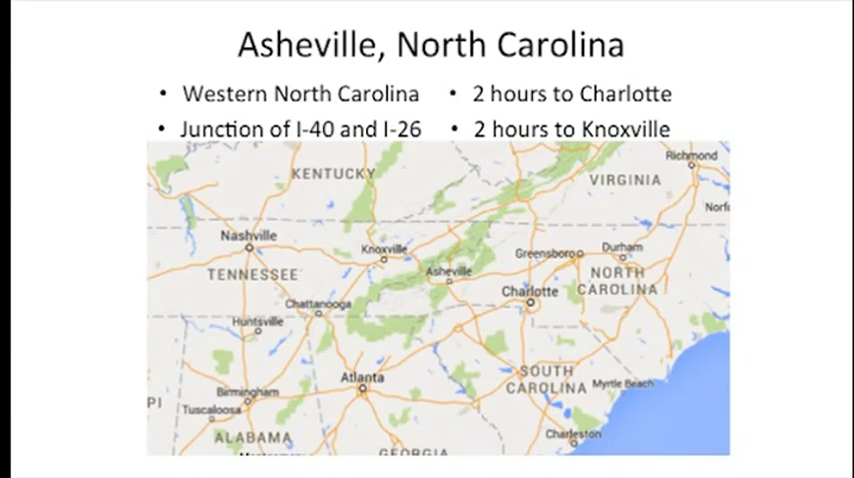 Asheville, North Carolina
• Western North Carolina
• Junction of I-40 and I-26
• 2 hours to Charlotte
• 2 hours to Knoxville
Richmond
KENTUCKY
VIRGINIA
Norf
Nashville
Knoxville
Greensboro
Durham
TENNESSEE
Asheville
NORTH
CAROLINA
Charlotte
Chattanooga
Huntsville
Atlanta
SOUTH
CAROLINA
Myrtle Beach
Birmingham
PI
Tuscaloosa
Charleston
ALABAMA
GEORGIA